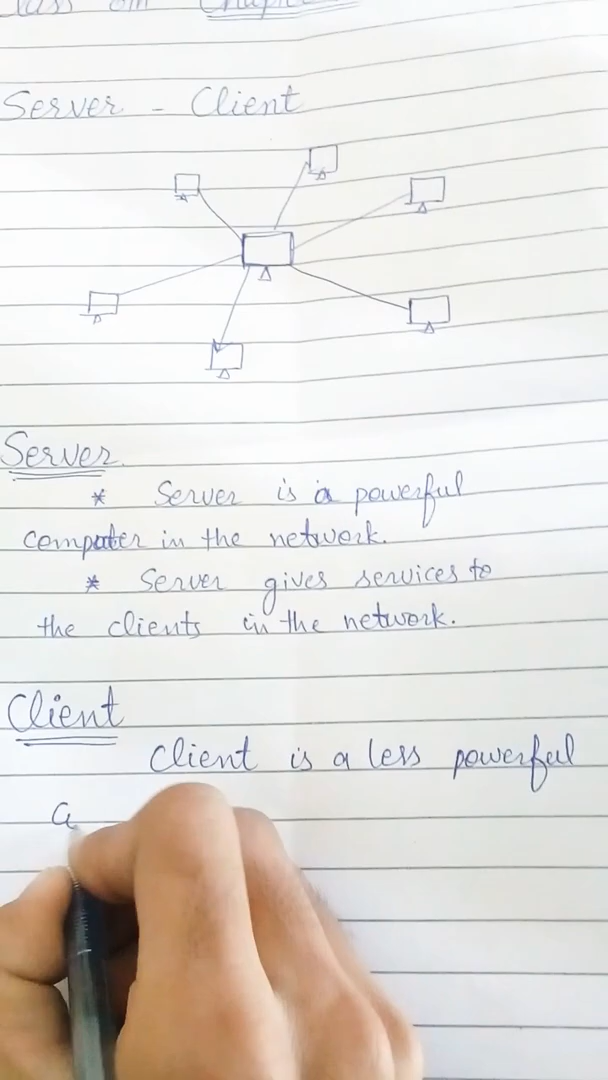 Server - Client
Server
* Server is a powerful
computer in the network.
* Server gives services to
the clients in the network.
Client
Client is a less powerful